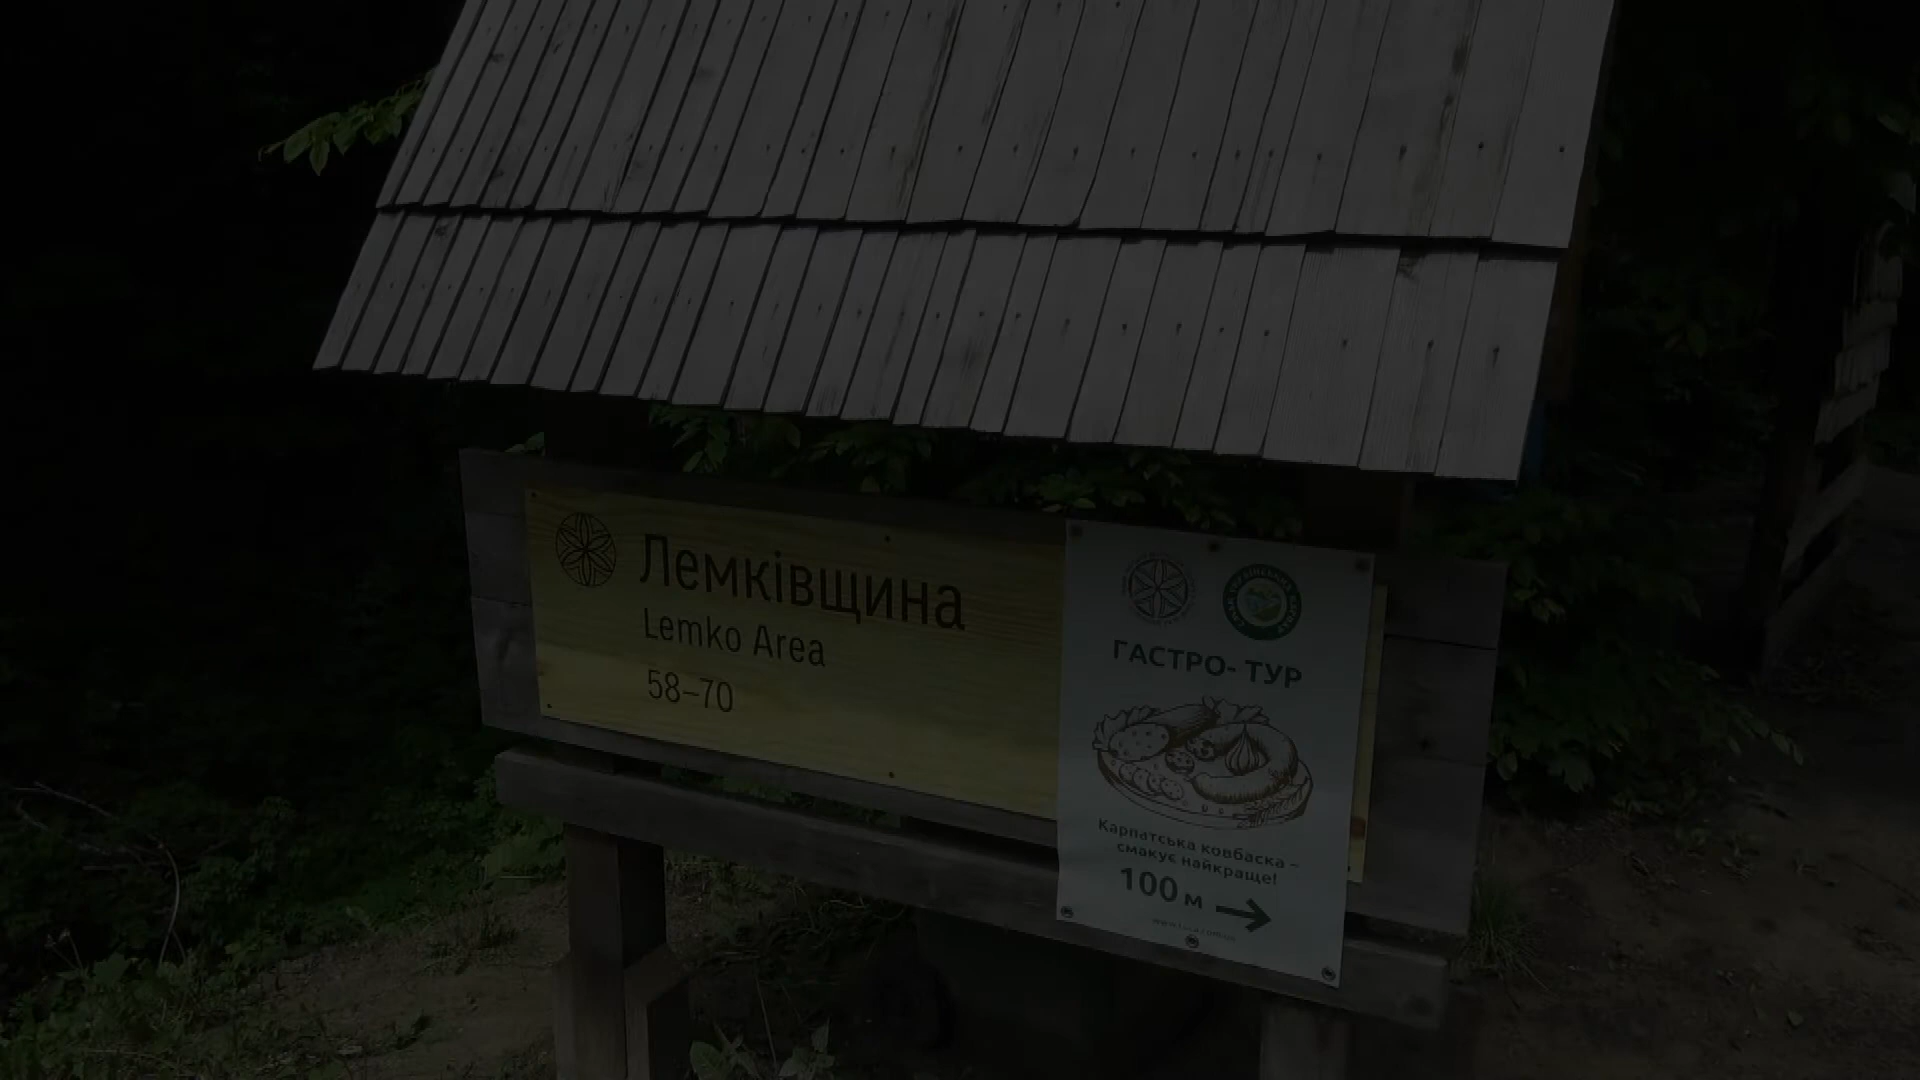 Лемківщина
Lemko Area
58–70
ГАСТРО- ТУР
Карпатська ковбаска –
смакує найкраще!
100 м